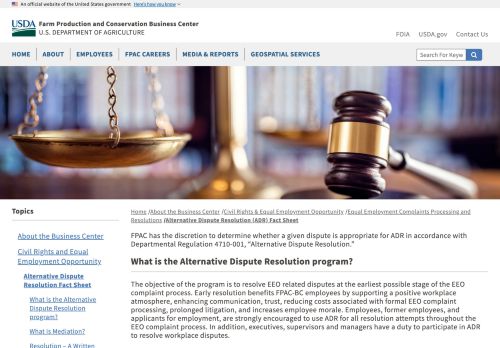 An official website of the United States government Here's how you know
USDA Farm Production and Conservation Business Center
U.S. DEPARTMENT OF AGRICULTURE
FOIA USDA.gov Contact Us
HOME ABOUT EMPLOYEES FPAC CAREERS MEDIA & REPORTS GEOSPATIAL SERVICES
Search For Keyw Search
Topics
About the Business Center
Civil Rights and Equal
Employment Opportunity
Alternative Dispute
Resolution Fact Sheet
What is the Alternative
Dispute Resolution
program?
What is Mediation?
Resolution – A Written
Home /About the Business Center /Civil Rights & Equal Employment Opportunity /Equal Employment Complaints Processing and
Resolutions /Alternative Dispute Resolution (ADR) Fact Sheet
FPAC has the discretion to determine whether a given dispute is appropriate for ADR in accordance with
Departmental Regulation 4710-001, “Alternative Dispute Resolution.”
What is the Alternative Dispute Resolution program?
The objective of the program is to resolve EEO related disputes at the earliest possible stage of the EEO
complaint process. Early resolution benefits FPAC-BC employees by supporting a positive workplace
atmosphere, enhancing communication, trust, reducing costs associated with formal EEO complaint
processing, prolonged litigation, and increases employee morale. Employees, former employees, and
applicants for employment, are strongly encouraged to use ADR for all resolution attempts throughout the
EEO complaint process. In addition, executives, supervisors and managers have a duty to participate in ADR
to resolve workplace disputes.